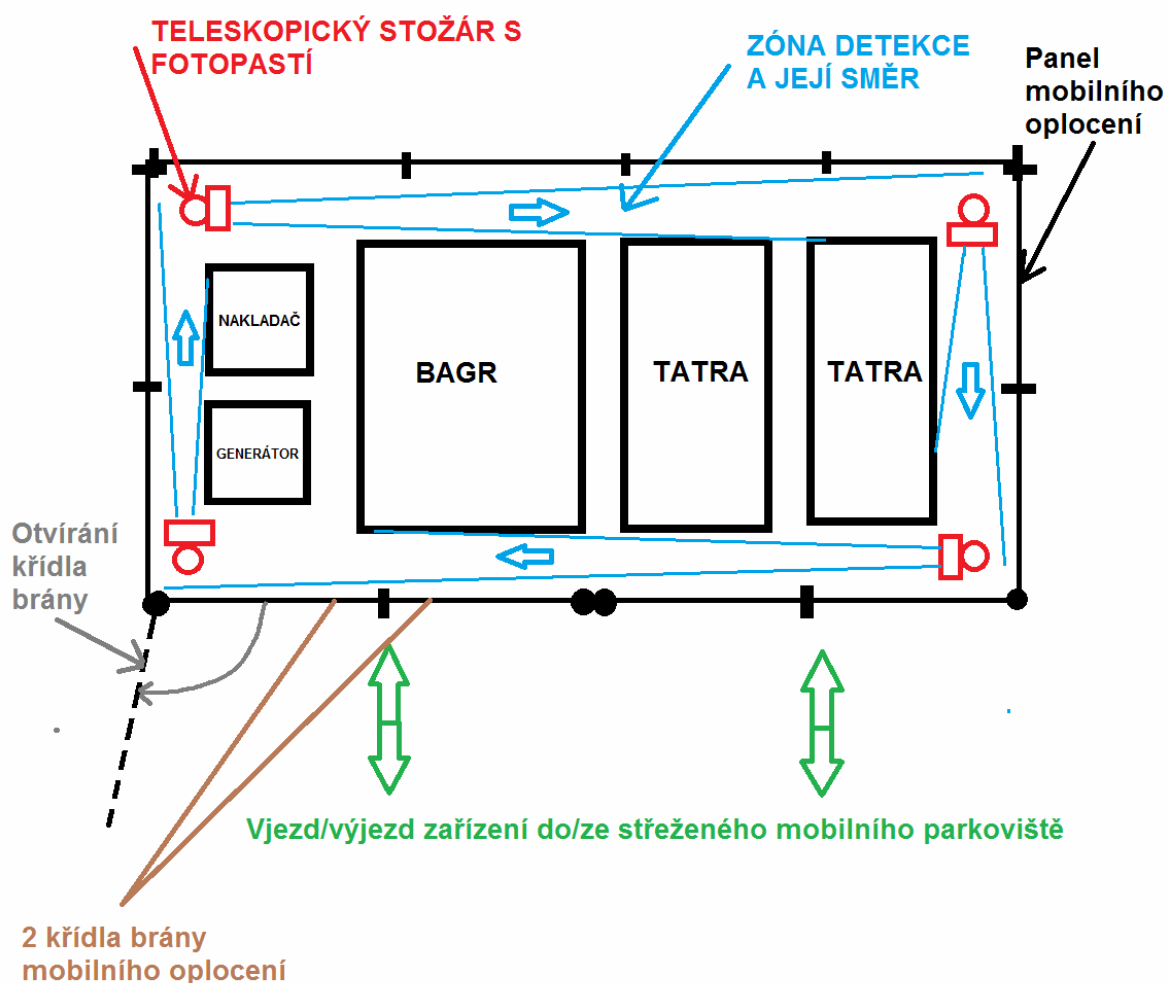 TELESKOPICKÝ STOŽÁR S
FOTOPASTÍ
ZÓNA DETEKCE
A JEJÍ SMĚR
Panel
mobilního
oplocení
NAKLADAČ
BAGR
TATRA
TATRA
GENERÁTOR
Otvírání
křídla
brány
Vjezd/výjezd zařízení do/ze střeženého mobilního parkoviště
2 křídla brány
mobilního oplocení